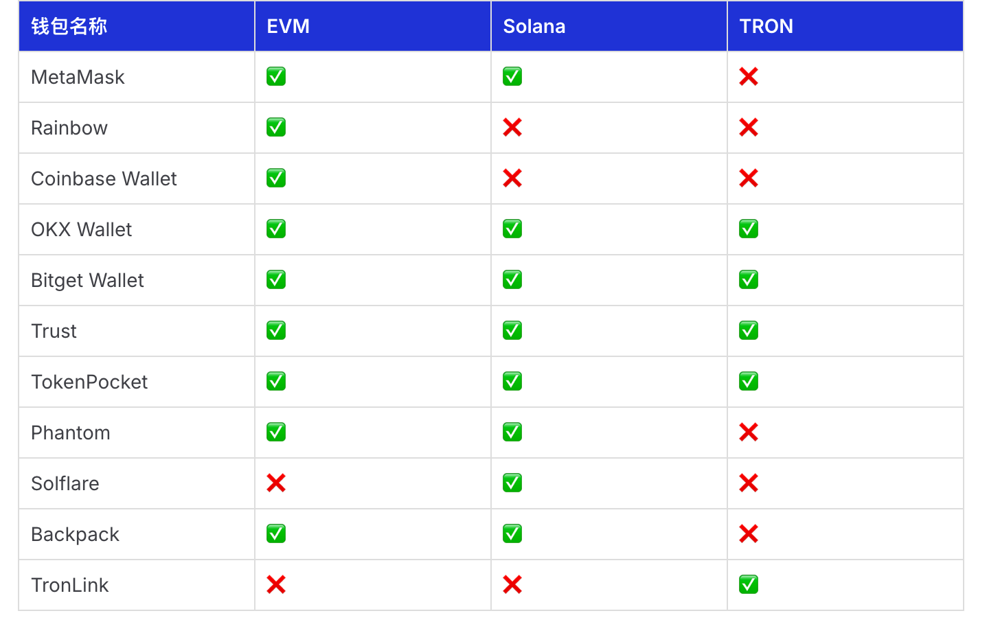 钱包名称 EVM Solana TRON
MetaMask ✅ ✅ ❌
Rainbow ✅ ❌ ❌
Coinbase Wallet ✅ ❌ ❌
OKX Wallet ✅ ✅ ✅
Bitget Wallet ✅ ✅ ✅
Trust ✅ ✅ ✅
TokenPocket ✅ ✅ ✅
Phantom ✅ ✅ ❌
Solflare ❌ ✅ ❌
Backpack ✅ ✅ ❌
TronLink ❌ ❌ ✅